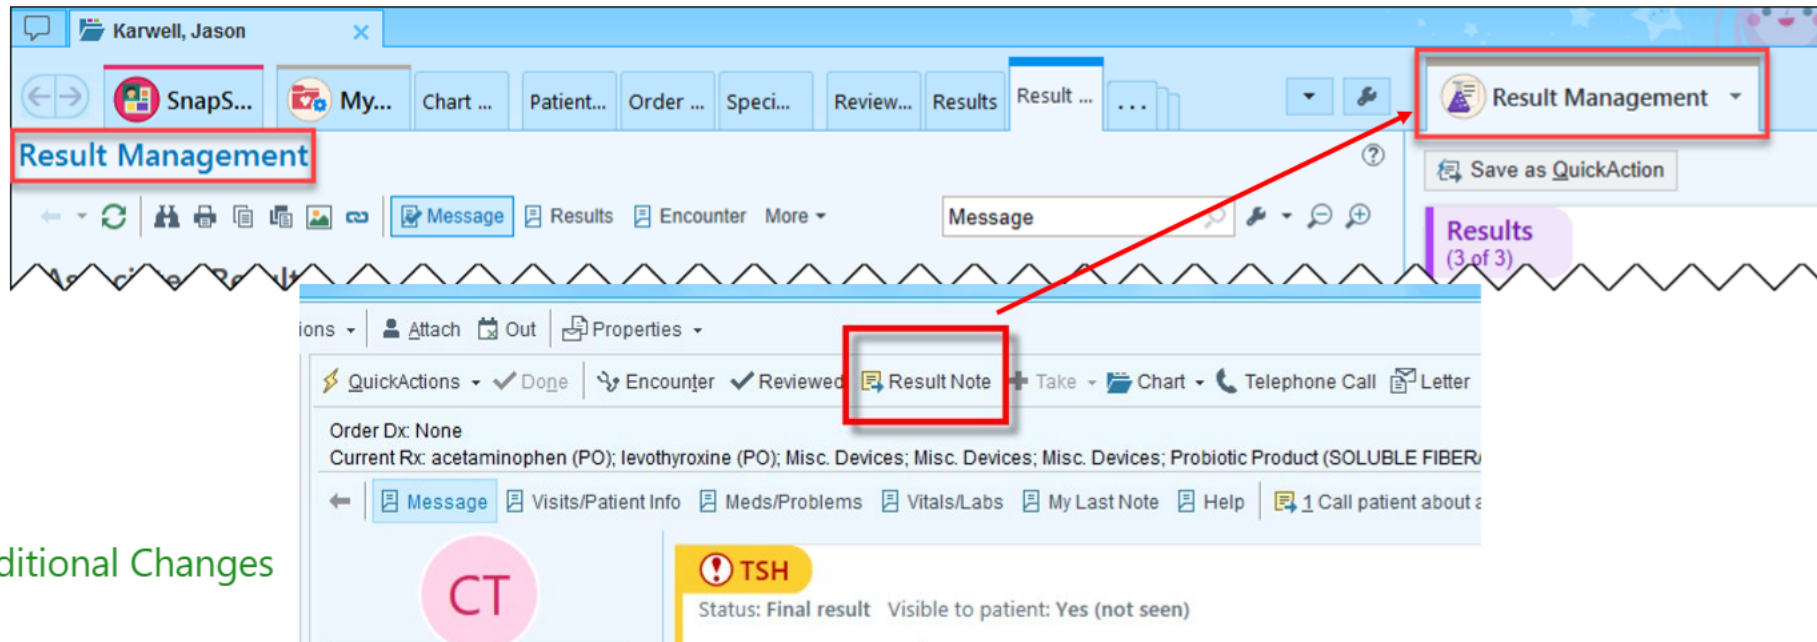 Karwell, Jason
SnapS... My... Chart ... Patient... Order ... Speci... Review... Results Result ... ... Result Management
Result Management
Save as QuickAction
Message Results Encounter More Message
Results
(3 of 3)
ions Attach Out Properties
QuickActions Done Encounter Reviewed Result Note Take Chart Telephone Call Letter
Order Dx: None
Current Rx: acetaminophen (PO); levothyroxine (PO); Misc. Devices; Misc. Devices; Misc. Devices; Probiotic Product (SOLUBLE FIBER/
Message Visits/Patient Info Meds/Problems Vitals/Labs My Last Note Help 1 Call patient about a
ditional Changes
CT
TSH
Status: Final result Visible to patient: Yes (not seen)